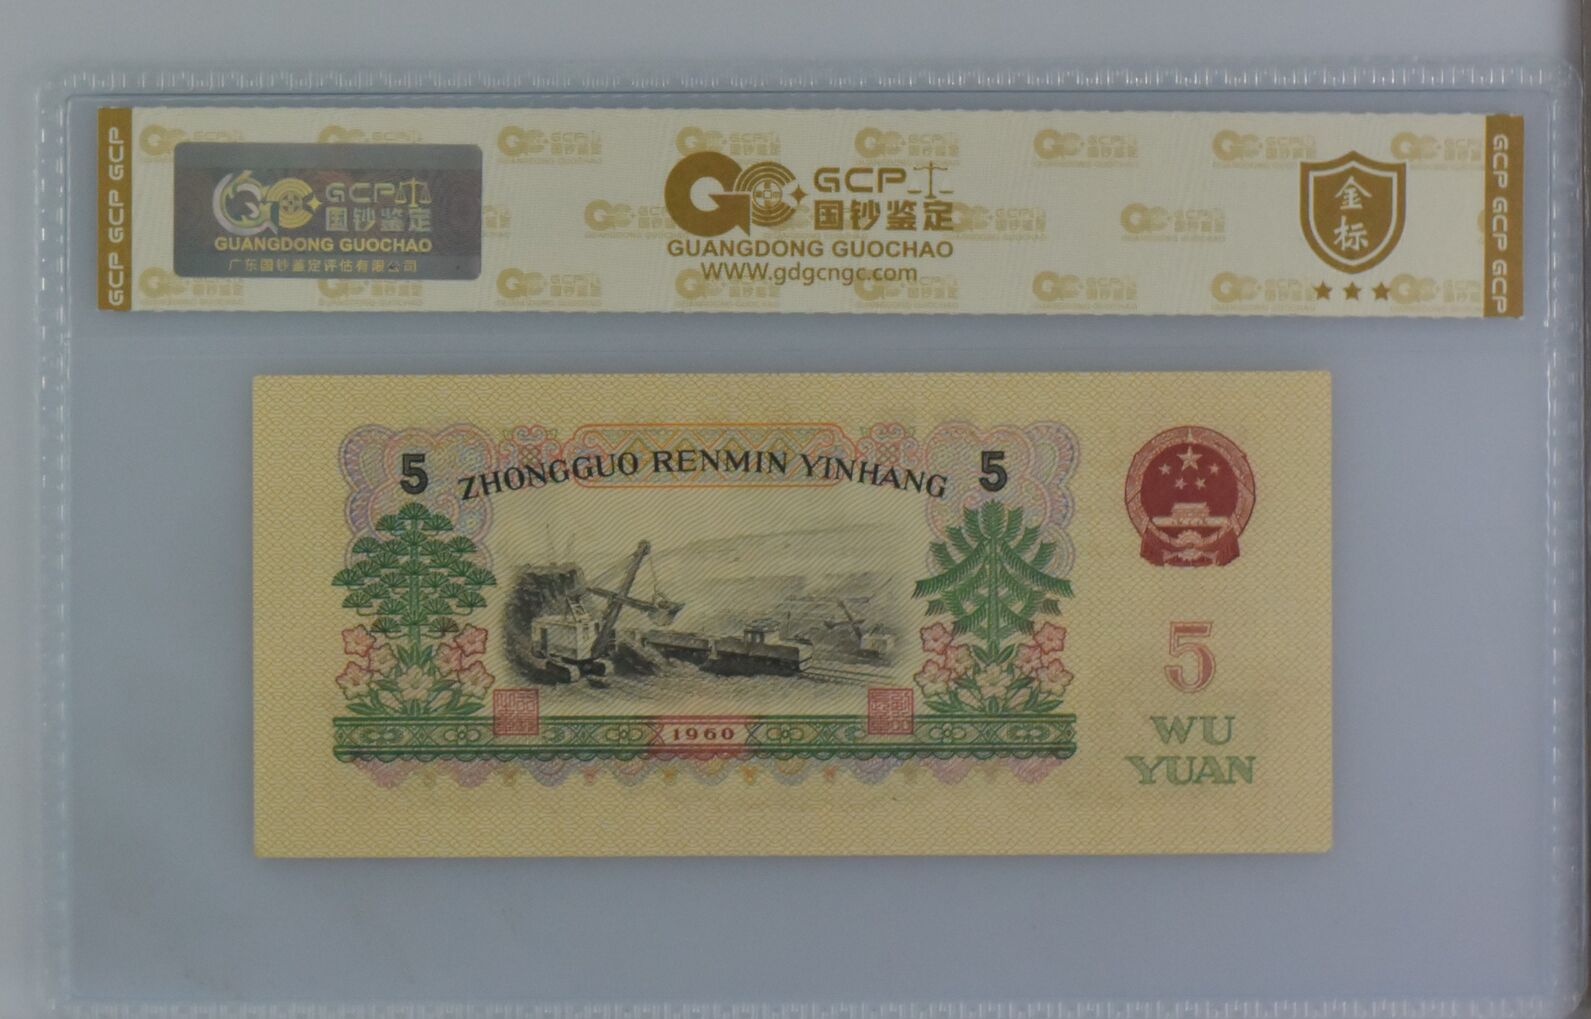 GCP GCP GCP
GCP
国钞鉴定
GUANGDONG GUOCHAO
广东国钞鉴定评估有限公司
GCP
国钞鉴定
GUANGDONG GUOCHAO
WWW.gdgcngc.com
金
标
GCP GCP GCP
5
ZHONGGUO RENMIN YINHANG
5
5
WU
YUAN
1960